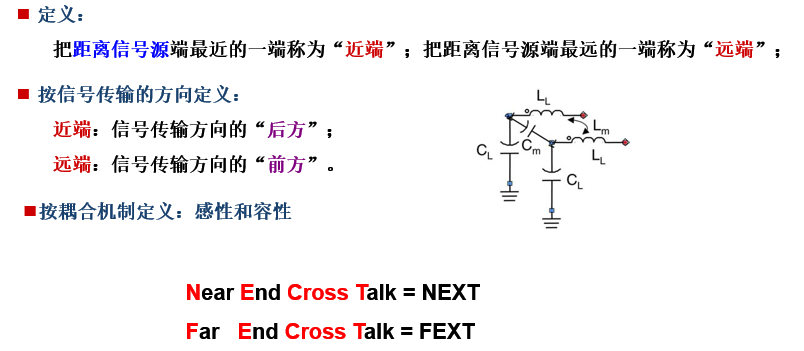 定义：
把距离信号源端最近的一端称为“近端”；把距离信号源端最远的一端称为“远端”；
按信号传输的方向定义：
近端：信号传输方向的“后方”；
远端：信号传输方向的“前方”。
按耦合机制定义：感性和容性
LL
Lm
CL
Cm
LL
CL
Near End Cross Talk = NEXT
Far End Cross Talk = FEXT